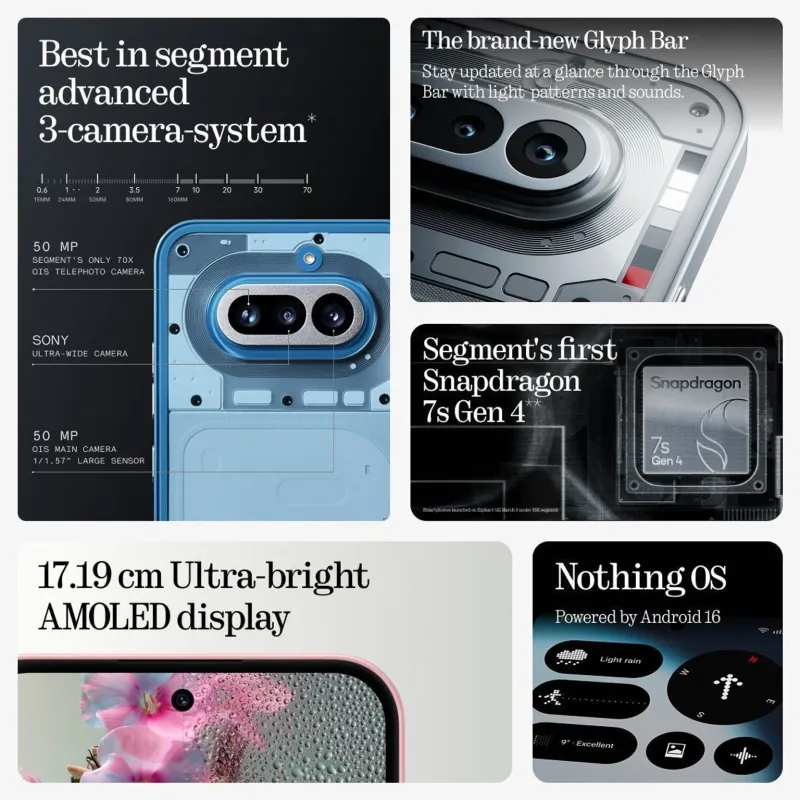 Best in segment
advanced
3-camera-system*
0.6 1 2 3.5 7 10 20 30 70
15MM 24MM 50MM 80MM 160MM
50 MP
SEGMENT'S ONLY 70X
OIS TELEPHOTO CAMERA
SONY
ULTRA-WIDE CAMERA
50 MP
OIS MAIN CAMERA
1/1.57" LARGE SENSOR
The brand-new Glyph Bar
Stay updated at a glance through the Glyph
Bar with light patterns and sounds.
Segment's first
Snapdragon
7s Gen 4**
Snapdragon
7s
Gen 4
17.19 cm Ultra-bright
AMOLED display
Nothing OS
Powered by Android 16
Light rain
N
W
E
S
9° · Excellent